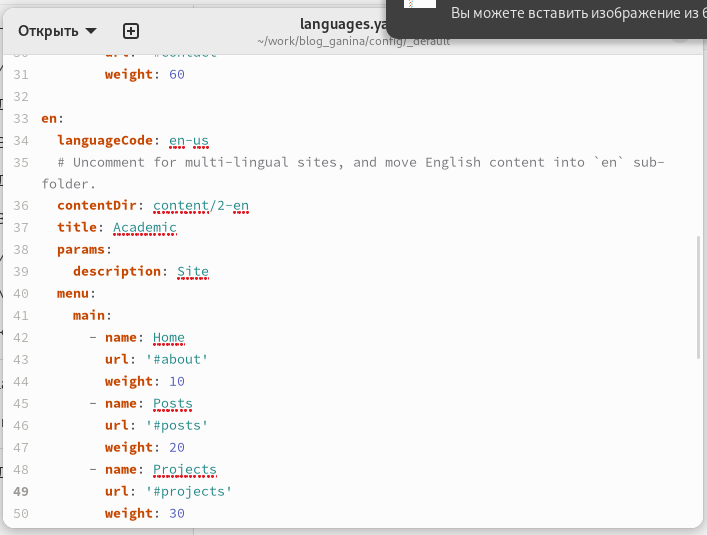 Вы можете вставить изображение из б
Открыть
languages.ya
~/work/blog_ganina/config/_default
30 url: '#contact'
31 weight: 60
32
33 en:
34 languageCode: en-us
35 # Uncomment for multi-lingual sites, and move English content into `en` sub-
folder.
36 contentDir: content/2-en
37 title: Academic
38 params:
39 description: Site
40 menu:
41 main:
42 - name: Home
43 url: '#about'
44 weight: 10
45 - name: Posts
46 url: '#posts'
47 weight: 20
48 - name: Projects
49 url: '#projects'
50 weight: 30